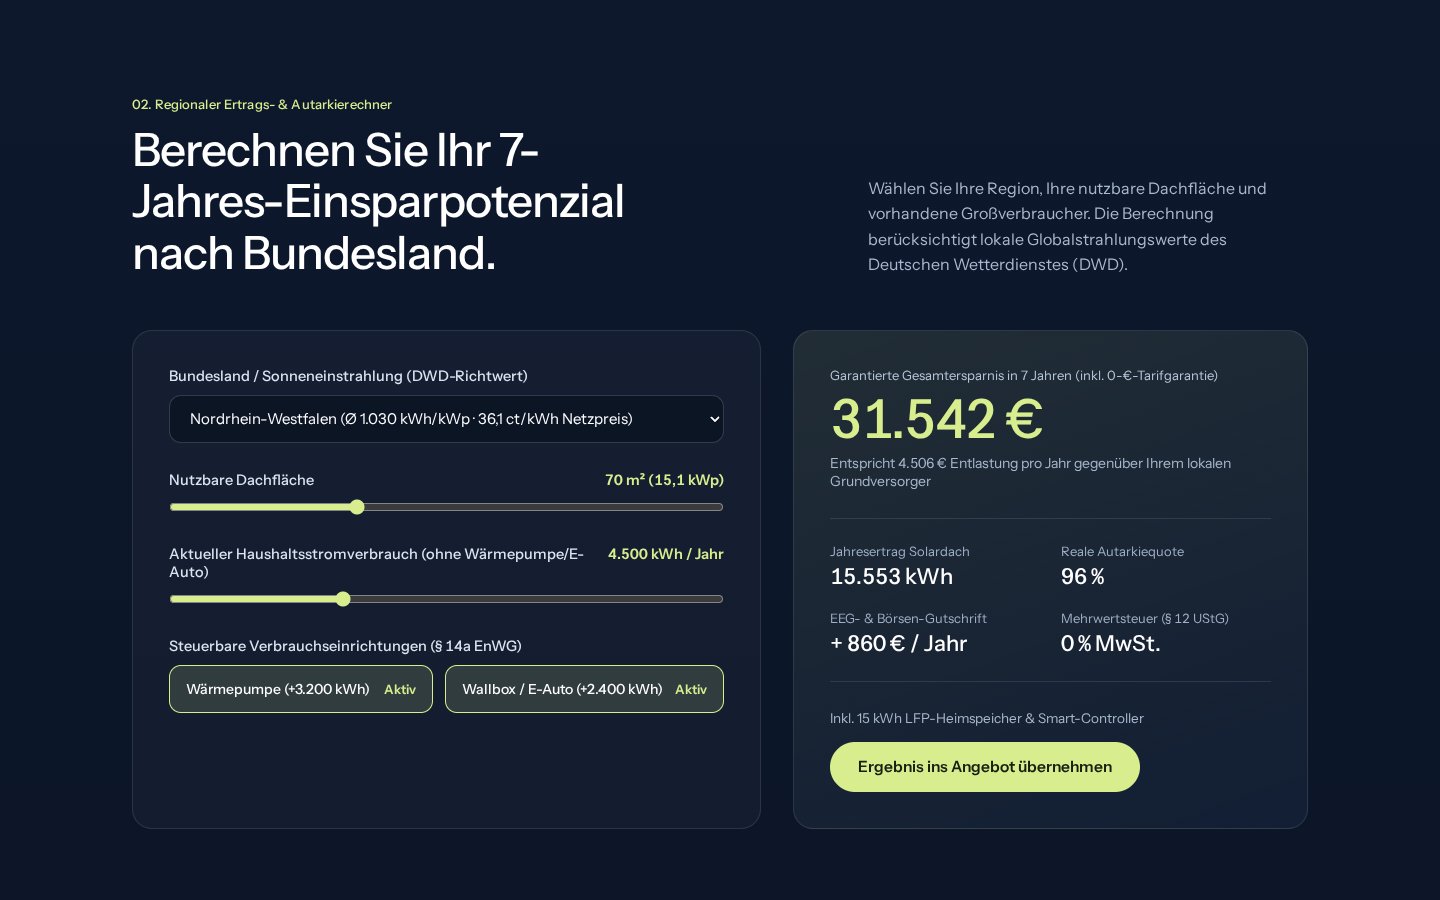 02. Regionaler Ertrags- & Autarkierechner
Berechnen Sie Ihr 7-
Jahres-Einsparpotenzial
nach Bundesland.
Wählen Sie Ihre Region, Ihre nutzbare Dachfläche und
vorhandene Großverbraucher. Die Berechnung
berücksichtigt lokale Globalstrahlungswerte des
Deutschen Wetterdienstes (DWD).
Bundesland / Sonneneinstrahlung (DWD-Richtwert)
Nordrhein-Westfalen (Ø 1.030 kWh/kWp · 36,1 ct/kWh Netzpreis)
Nutzbare Dachfläche
70 m² (15,1 kWp)
Aktueller Haushaltsstromverbrauch (ohne Wärmepumpe/E-
Auto)
4.500 kWh / Jahr
Steuerbare Verbrauchseinrichtungen (§ 14a EnWG)
Wärmepumpe (+3.200 kWh) Aktiv
Wallbox / E-Auto (+2.400 kWh) Aktiv
Garantierte Gesamtersparnis in 7 Jahren (inkl. 0-€-Tarifgarantie)
31.542 €
Entspricht 4.506 € Entlastung pro Jahr gegenüber Ihrem lokalen
Grundversorger
Jahresertrag Solardach
15.553 kWh
Reale Autarkiequote
96 %
EEG- & Börsen-Gutschrift
+ 860 € / Jahr
Mehrwertsteuer (§ 12 UStG)
0 % MwSt.
Inkl. 15 kWh LFP-Heimspeicher & Smart-Controller
Ergebnis ins Angebot übernehmen